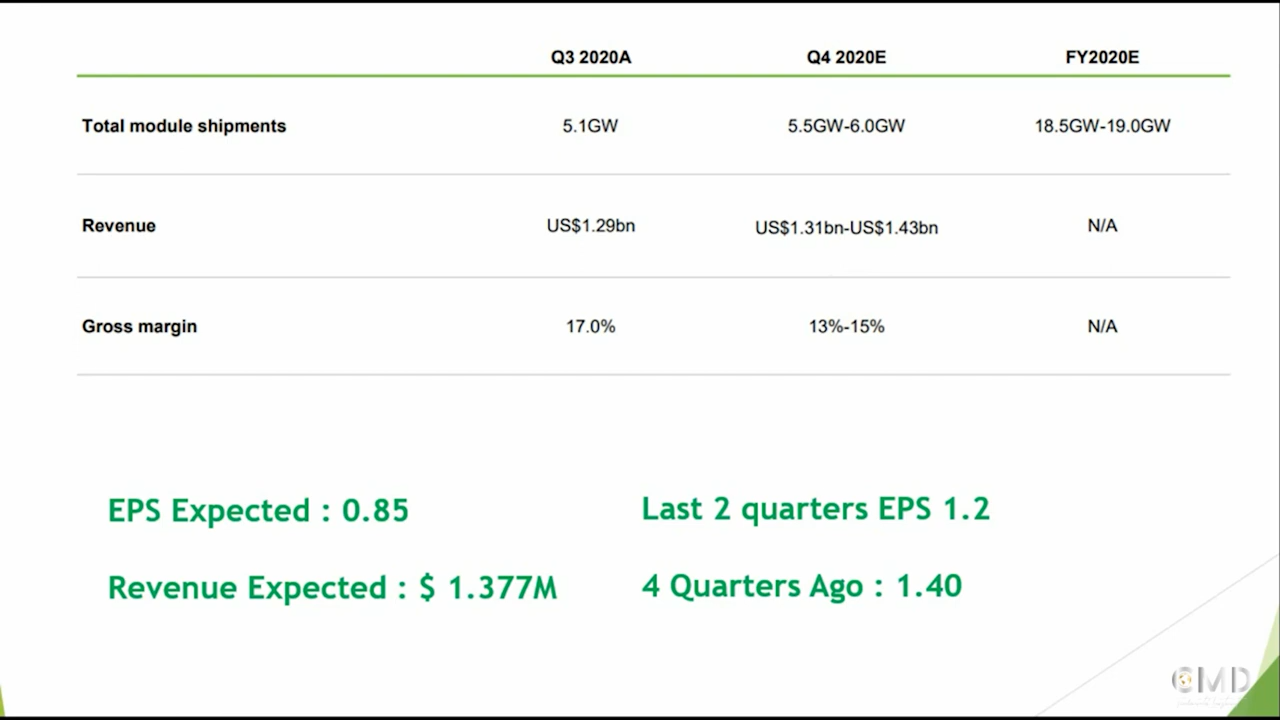 Q3 2020A Q4 2020E FY2020E
Total module shipments 5.1GW 5.5GW-6.0GW 18.5GW-19.0GW
Revenue US$1.29bn US$1.31bn-US$1.43bn N/A
Gross margin 17.0% 13%-15% N/A
EPS Expected : 0.85 Last 2 quarters EPS 1.2
Revenue Expected : $ 1.377M 4 Quarters Ago : 1.40
CMD